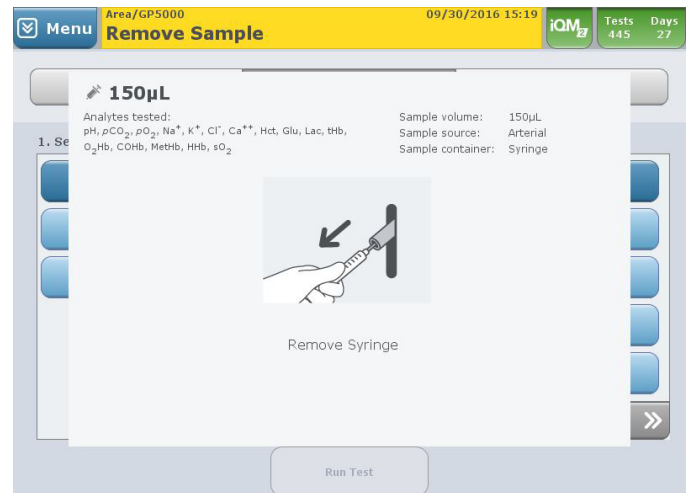 Menu
Area/GP5000 09/30/2016 15:19
Remove Sample
iQM2
Tests Days
445 27
150μL
Analytes tested:
pH, pCO2, pO2, Na+, K+, Cl-, Ca++, Hct, Glu, Lac, tHb,
O2Hb, COHb, MetHb, HHb, sO2
Sample volume: 150μL
Sample source: Arterial
Sample container: Syringe
1. Se
Remove Syringe
Run Test